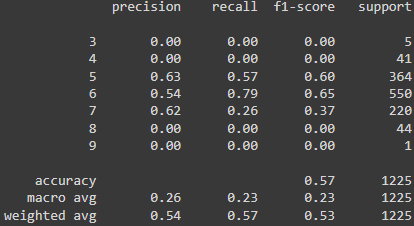 precision recall f1-score support
3 0.00 0.00 0.00 5
4 0.00 0.00 0.00 41
5 0.63 0.57 0.60 364
6 0.54 0.79 0.65 550
7 0.62 0.26 0.37 220
8 0.00 0.00 0.00 44
9 0.00 0.00 0.00 1
accuracy 0.57 1225
macro avg 0.26 0.23 0.23 1225
weighted avg 0.54 0.57 0.53 1225